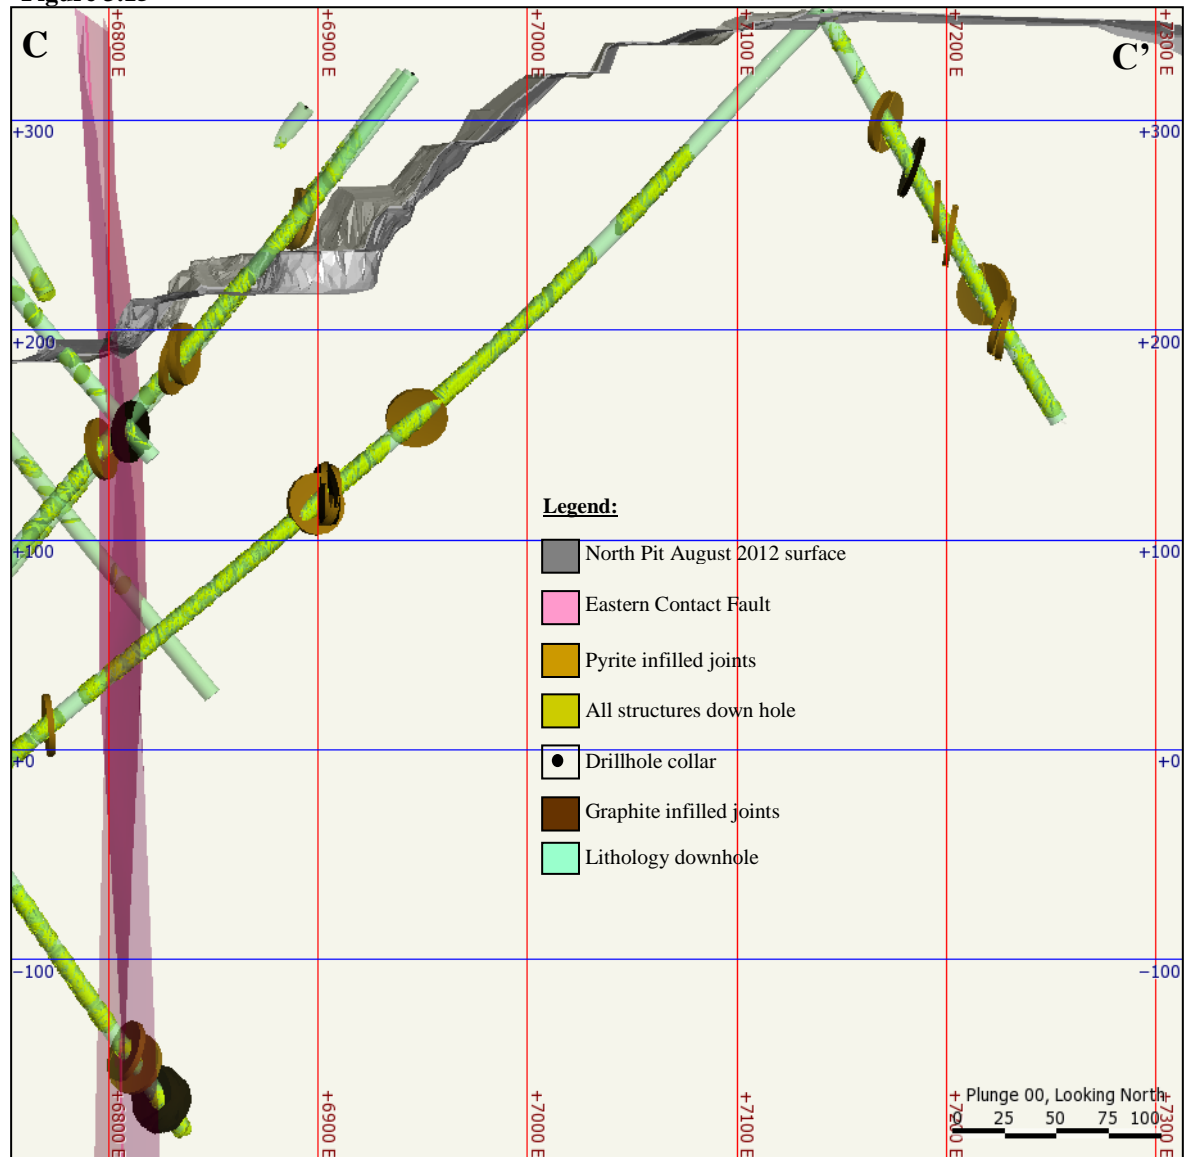 C
C’
+6800 E
+6900 E
+7000 E
+7100 E
+7200 E
+7300 E
+300
+300
+200
+200
+100
+100
+0
+0
-100
-100
Legend:
North Pit August 2012 surface
Eastern Contact Fault
Pyrite infilled joints
All structures down hole
Drillhole collar
Graphite infilled joints
Lithology downhole
+6800 E
+6900 E
+7000 E
+7100 E
+7200 E
+7300 E
Plunge 00, Looking North
0 25 50 75 100